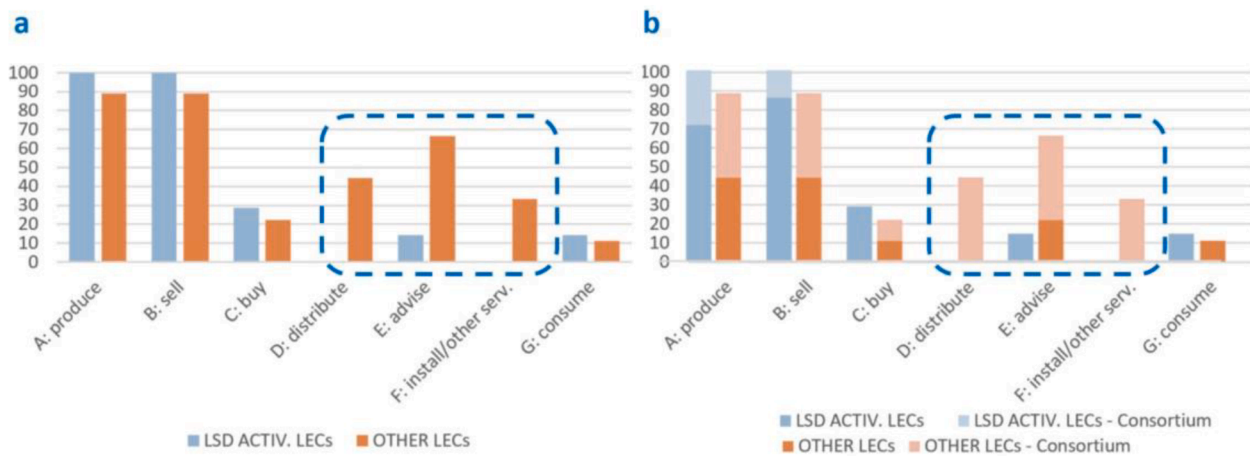 a
100
90
80
70
60
50
40
30
20
10
0
A: produce
B: sell
C: buy
D: distribute
E: advise
F: install/other serv.
G: consume
LSD ACTIV. LECs
OTHER LECs
b
100
90
80
70
60
50
40
30
20
10
0
A: produce
B: sell
C: buy
D: distribute
E: advise
F: install/other serv.
G: consume
LSD ACTIV. LECs
LSD ACTIV. LECs - Consortium
OTHER LECs
OTHER LECs - Consortium